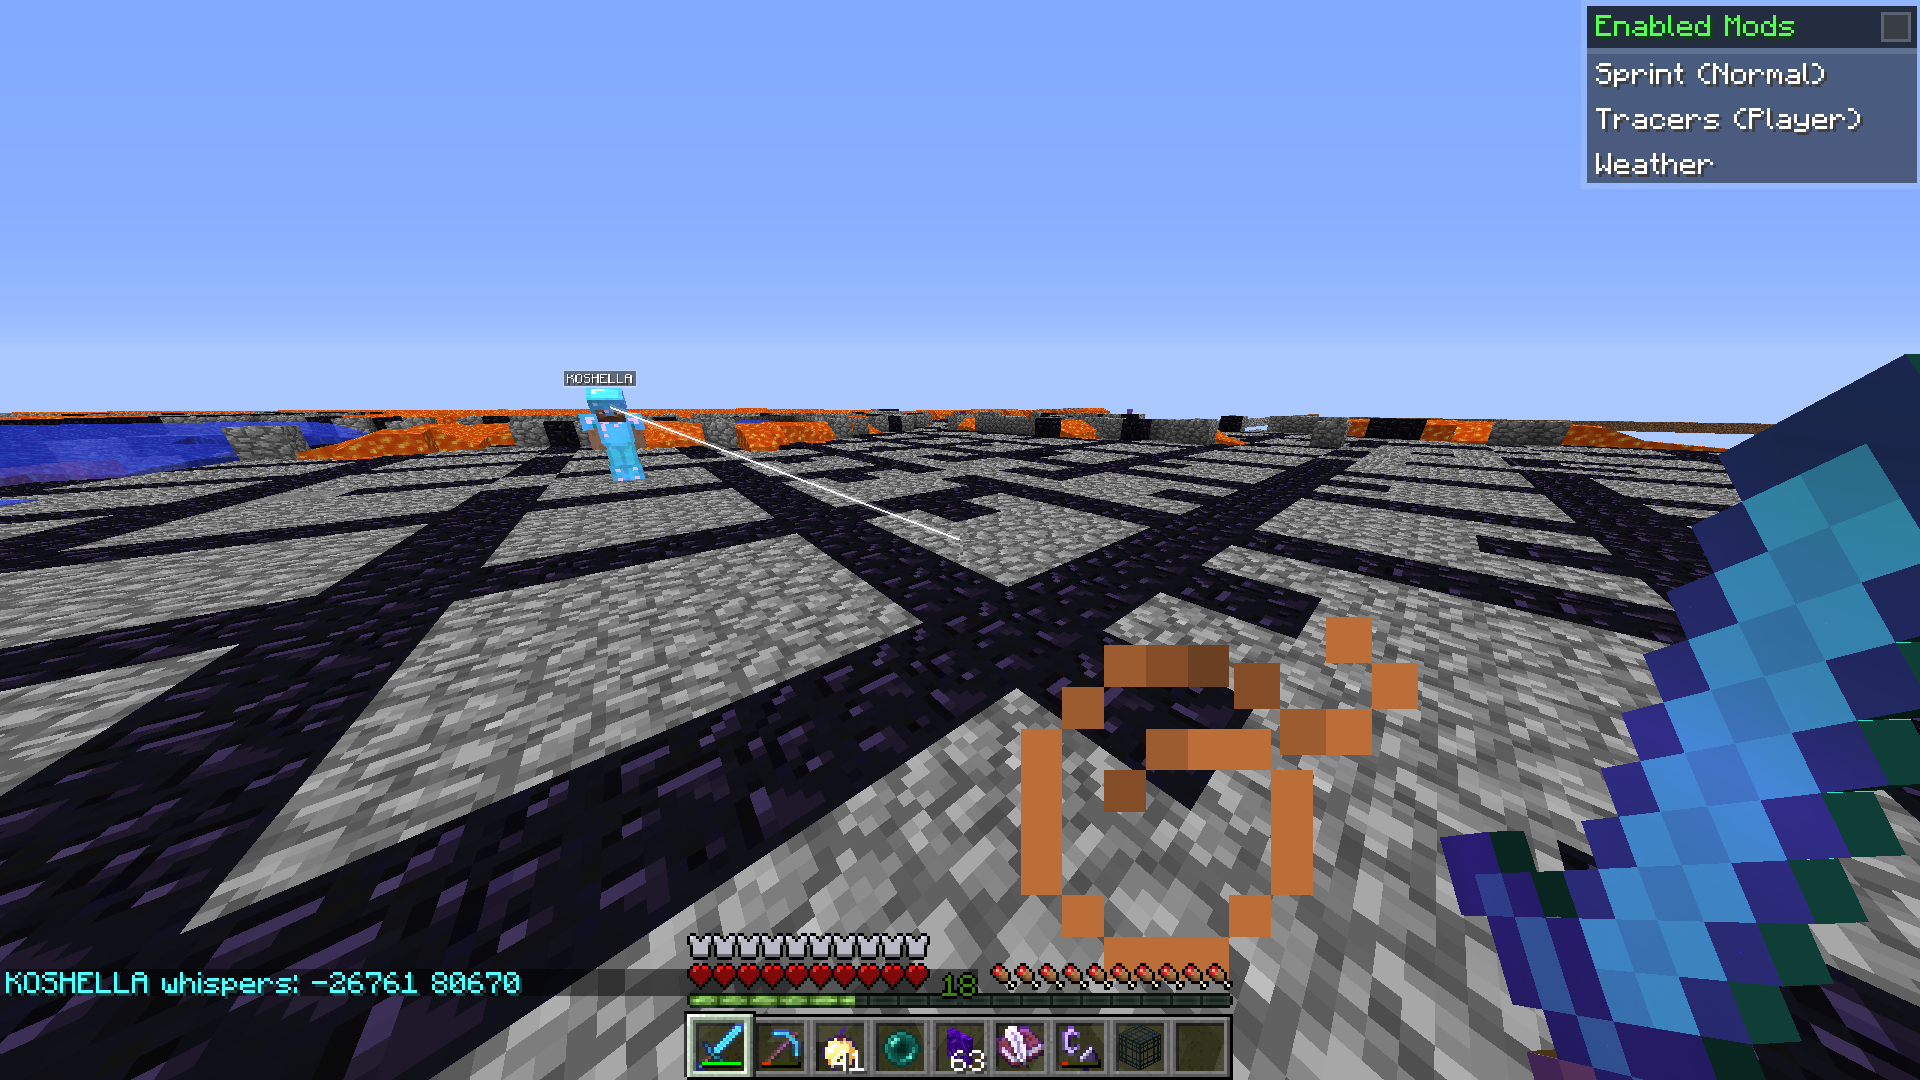 Enabled Mods
Sprint (Normal)
Tracers (Player)
Weather
KOSHELLA
KOSHELLA whispers: -26761 80670
18
41
63